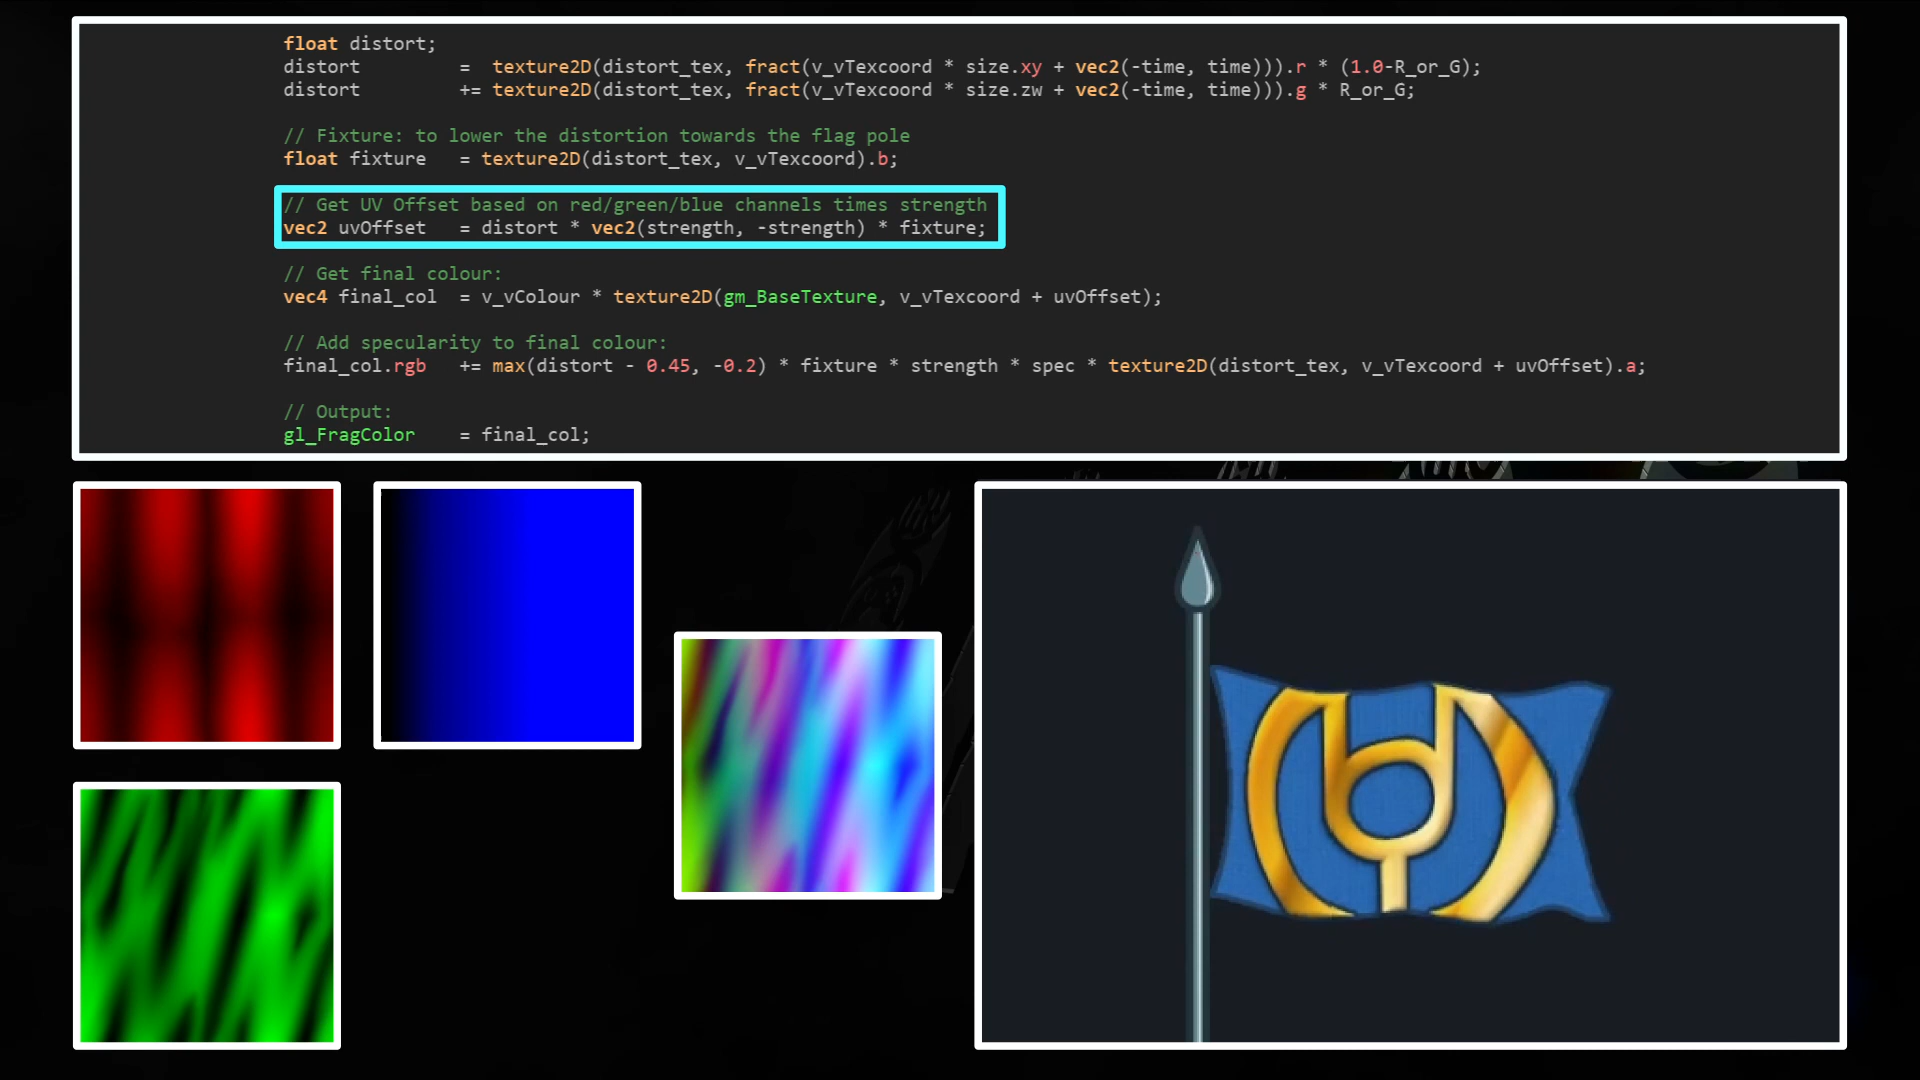 float distort;
distort = texture2D(distort_tex, fract(v_vTexcoord * size.xy + vec2(-time, time))).r * (1.0-R_or_G);
distort += texture2D(distort_tex, fract(v_vTexcoord * size.zw + vec2(-time, time))).g * R_or_G;
// Fixture: to lower the distortion towards the flag pole
float fixture = texture2D(distort_tex, v_vTexcoord).b;
// Get UV Offset based on red/green/blue channels times strength
vec2 uvOffset = distort * vec2(strength, -strength) * fixture;
// Get final colour:
vec4 final_col = v_vColour * texture2D(gm_BaseTexture, v_vTexcoord + uvOffset);
// Add specularity to final colour:
final_col.rgb += max(distort - 0.45, -0.2) * fixture * strength * spec * texture2D(distort_tex, v_vTexcoord + uvOffset).a;
// Output:
gl_FragColor = final_col;